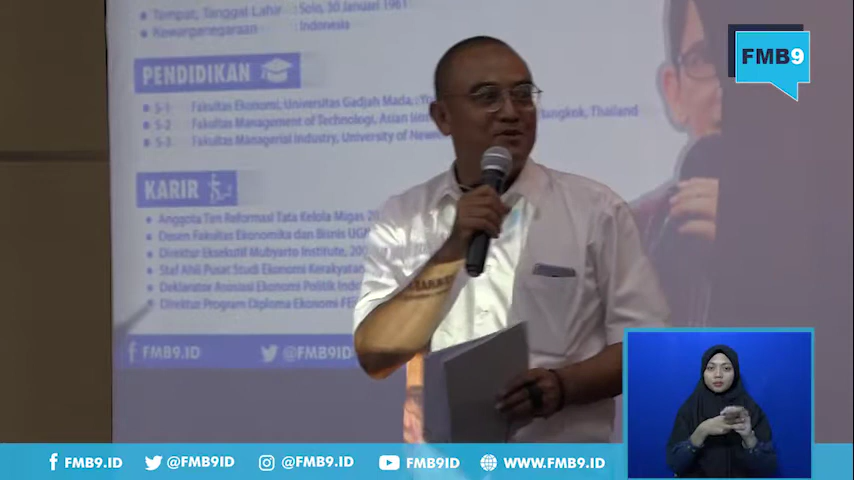 Tempat, Tanggal Lahir : Solo, 30 Januari 1961
Kewarganegaraan : Indonesia
FMB9
PENDIDIKAN
S-1 Fakultas Ekonomi, Universitas Gadjah Mada,
S-2 Fakultas Management of Technologi, Asian Thailand
S-3 Fakultas Managerial Industry, University of
KARIR
Anggota Tim Reformasi Tata Kelola Migas 20
Dosen Fakultas Ekonomika dan Bisnis UGM
Direktur Eksekutif Mubyarto Institute,
Staf Ahli Pusat Studi Ekonomi Kerakyatan
Deklarator Asosiasi Ekonomi Politik
Direktur Program Diploma Ekonomi
FMB9.ID @FMB9ID
FMB9.ID @FMB9ID @FMB9.ID FMB9ID WWW.FMB9.ID